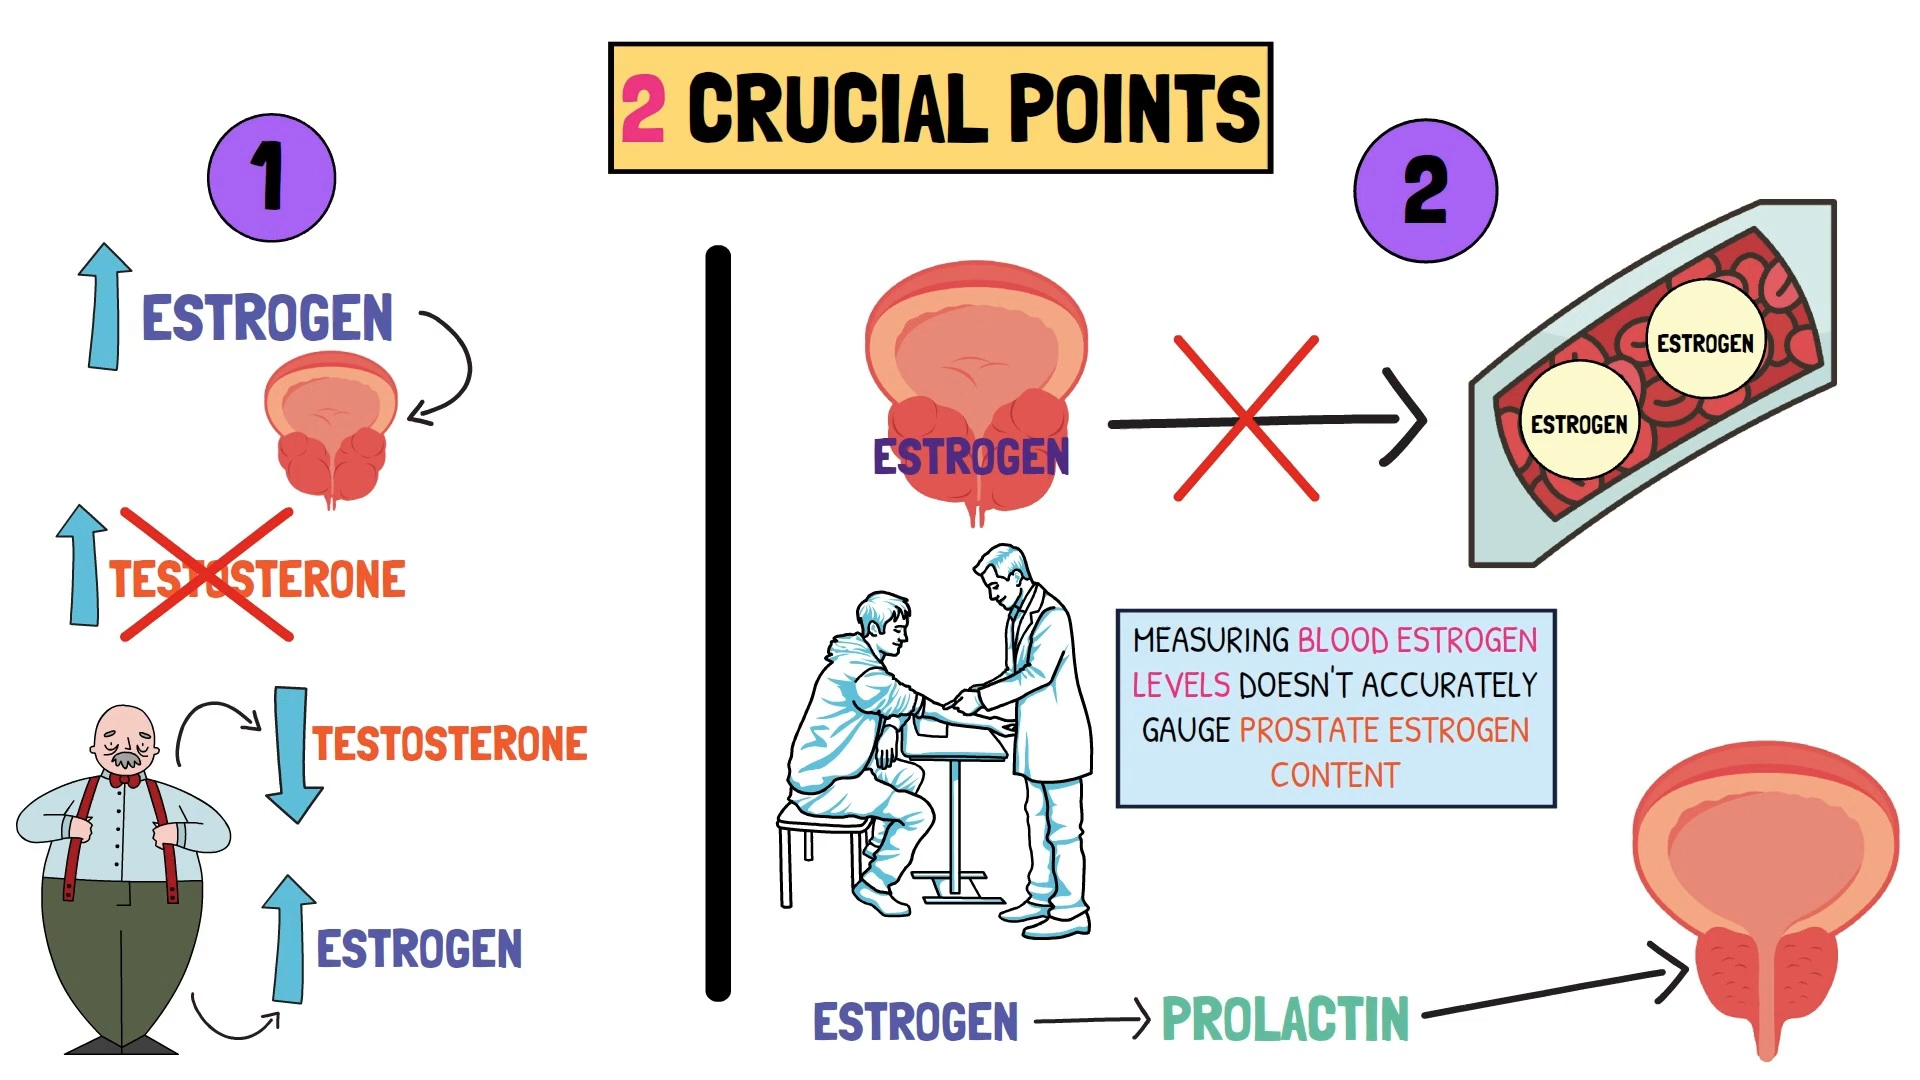 2 CRUCIAL POINTS
1
ESTROGEN
TESTOSTERONE
TESTOSTERONE
ESTROGEN
2
ESTROGEN
ESTROGEN
ESTROGEN
MEASURING BLOOD ESTROGEN
LEVELS DOESN'T ACCURATELY
GAUGE PROSTATE ESTROGEN
CONTENT
ESTROGEN
PROLACTIN